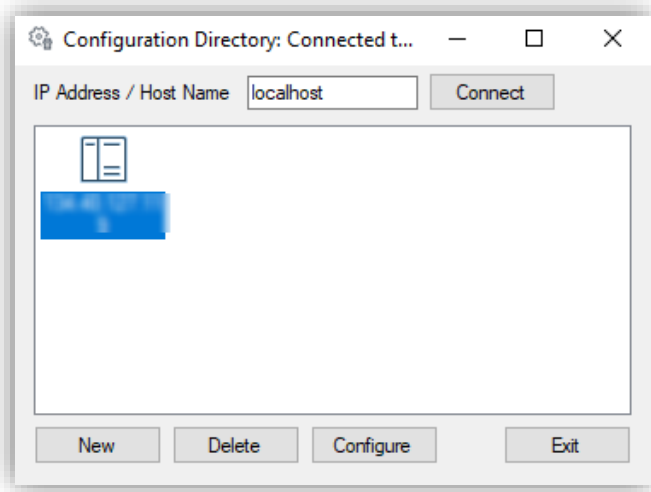 Configuration Directory: Connected t...
IP Address / Host Name localhost Connect
New Delete Configure Exit